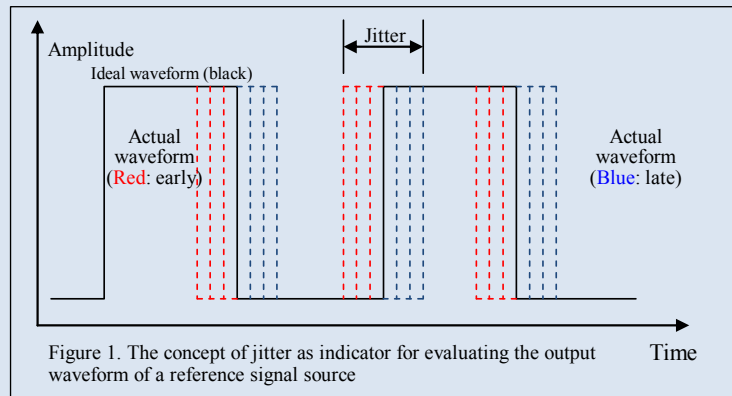 Amplitude
Jitter
Ideal waveform (black)
Actual
waveform
(Red: early)
Actual
waveform
(Blue: late)
Time
Figure 1. The concept of jitter as indicator for evaluating the output
waveform of a reference signal source